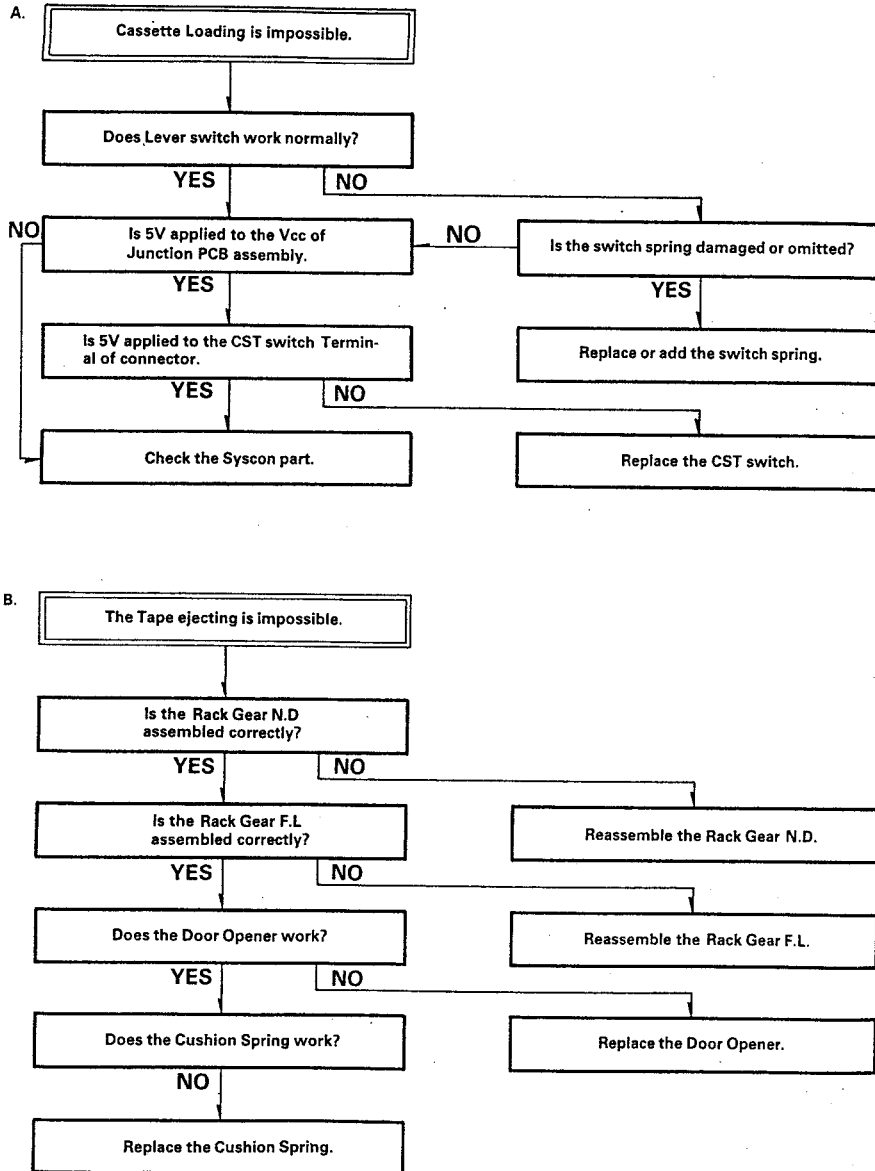 A.
Cassette Loading is impossible.
Does Lever switch work normally?
YES
NO
NO
Is 5V applied to the Vcc of
Junction PCB assembly.
NO
Is the switch spring damaged or omitted?
YES
YES
Is 5V applied to the CST switch Termin-
al of connector.
Replace or add the switch spring.
YES
NO
Check the Syscon part.
Replace the CST switch.
B.
The Tape ejecting is impossible.
Is the Rack Gear N.D
assembled correctly?
YES
NO
Is the Rack Gear F.L
assembled correctly?
Reassemble the Rack Gear N.D.
YES
NO
Does the Door Opener work?
Reassemble the Rack Gear F.L.
YES
NO
Does the Cushion Spring work?
Replace the Door Opener.
NO
Replace the Cushion Spring.